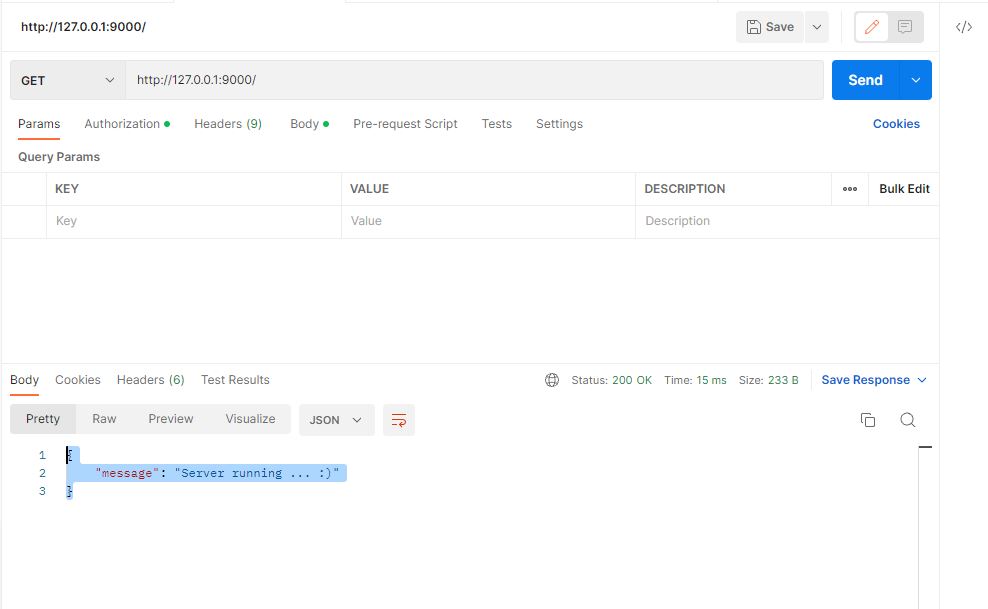 http://127.0.0.1:9000/
Save
</>
GET
http://127.0.0.1:9000/
Send
Params Authorization Headers (9) Body Pre-request Script Tests Settings Cookies
Query Params
KEY VALUE DESCRIPTION ••• Bulk Edit
Key Value Description
Body Cookies Headers (6) Test Results Status: 200 OK Time: 15 ms Size: 233 B Save Response
Pretty Raw Preview Visualize JSON
1 {
2 "message": "Server running ... :)"
3 }